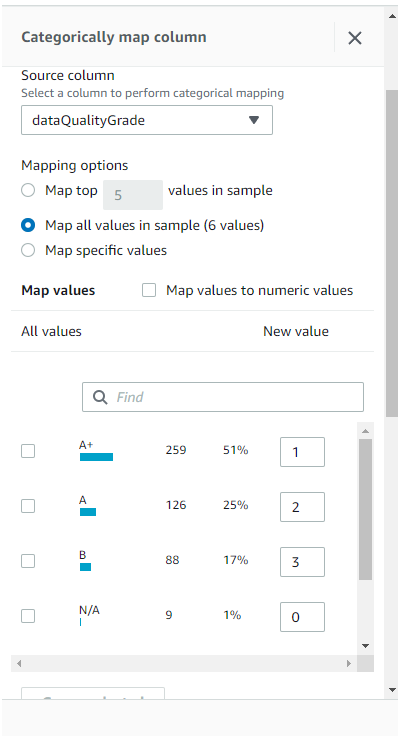 Categorically map column
Source column
Select a column to perform categorical mapping
dataQualityGrade
Mapping options
Map top 5 values in sample
Map all values in sample (6 values)
Map specific values
Map values Map values to numeric values
All values New value
Find
A+ 259 51% 1
A 126 25% 2
B 88 17% 3
N/A 9 1% 0